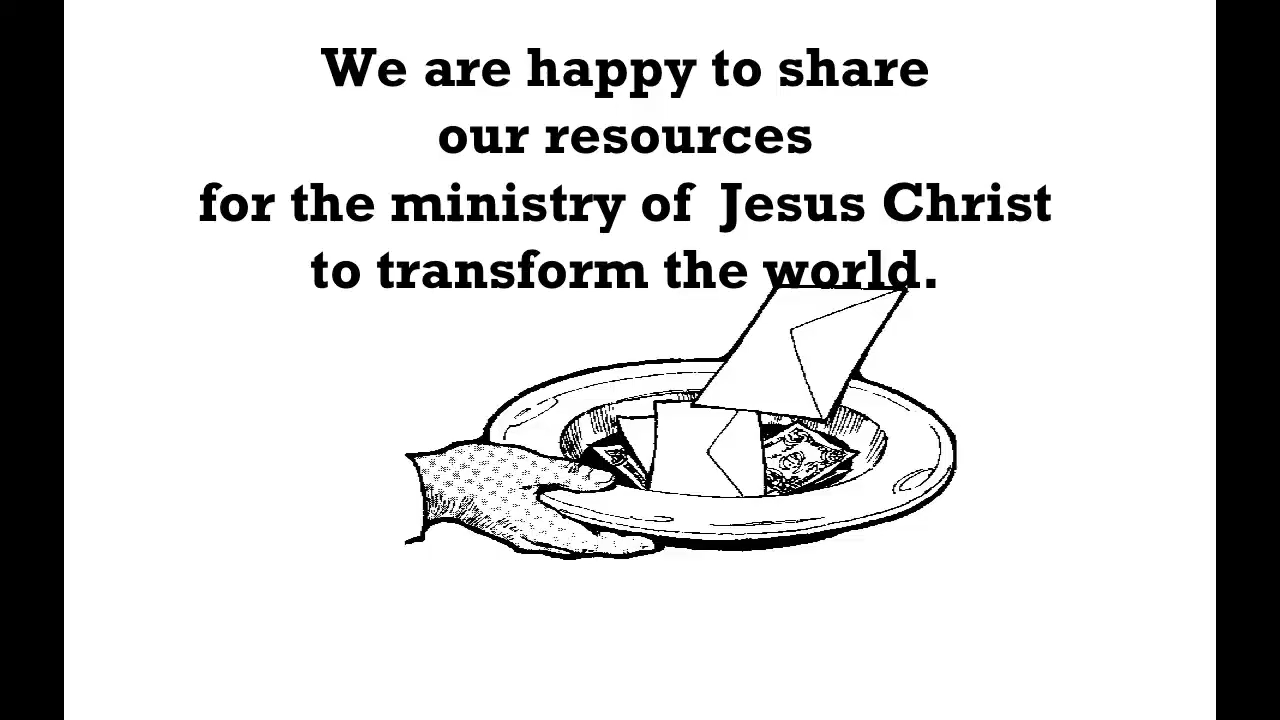 We are happy to share
our resources
for the ministry of Jesus Christ
to transform the world.